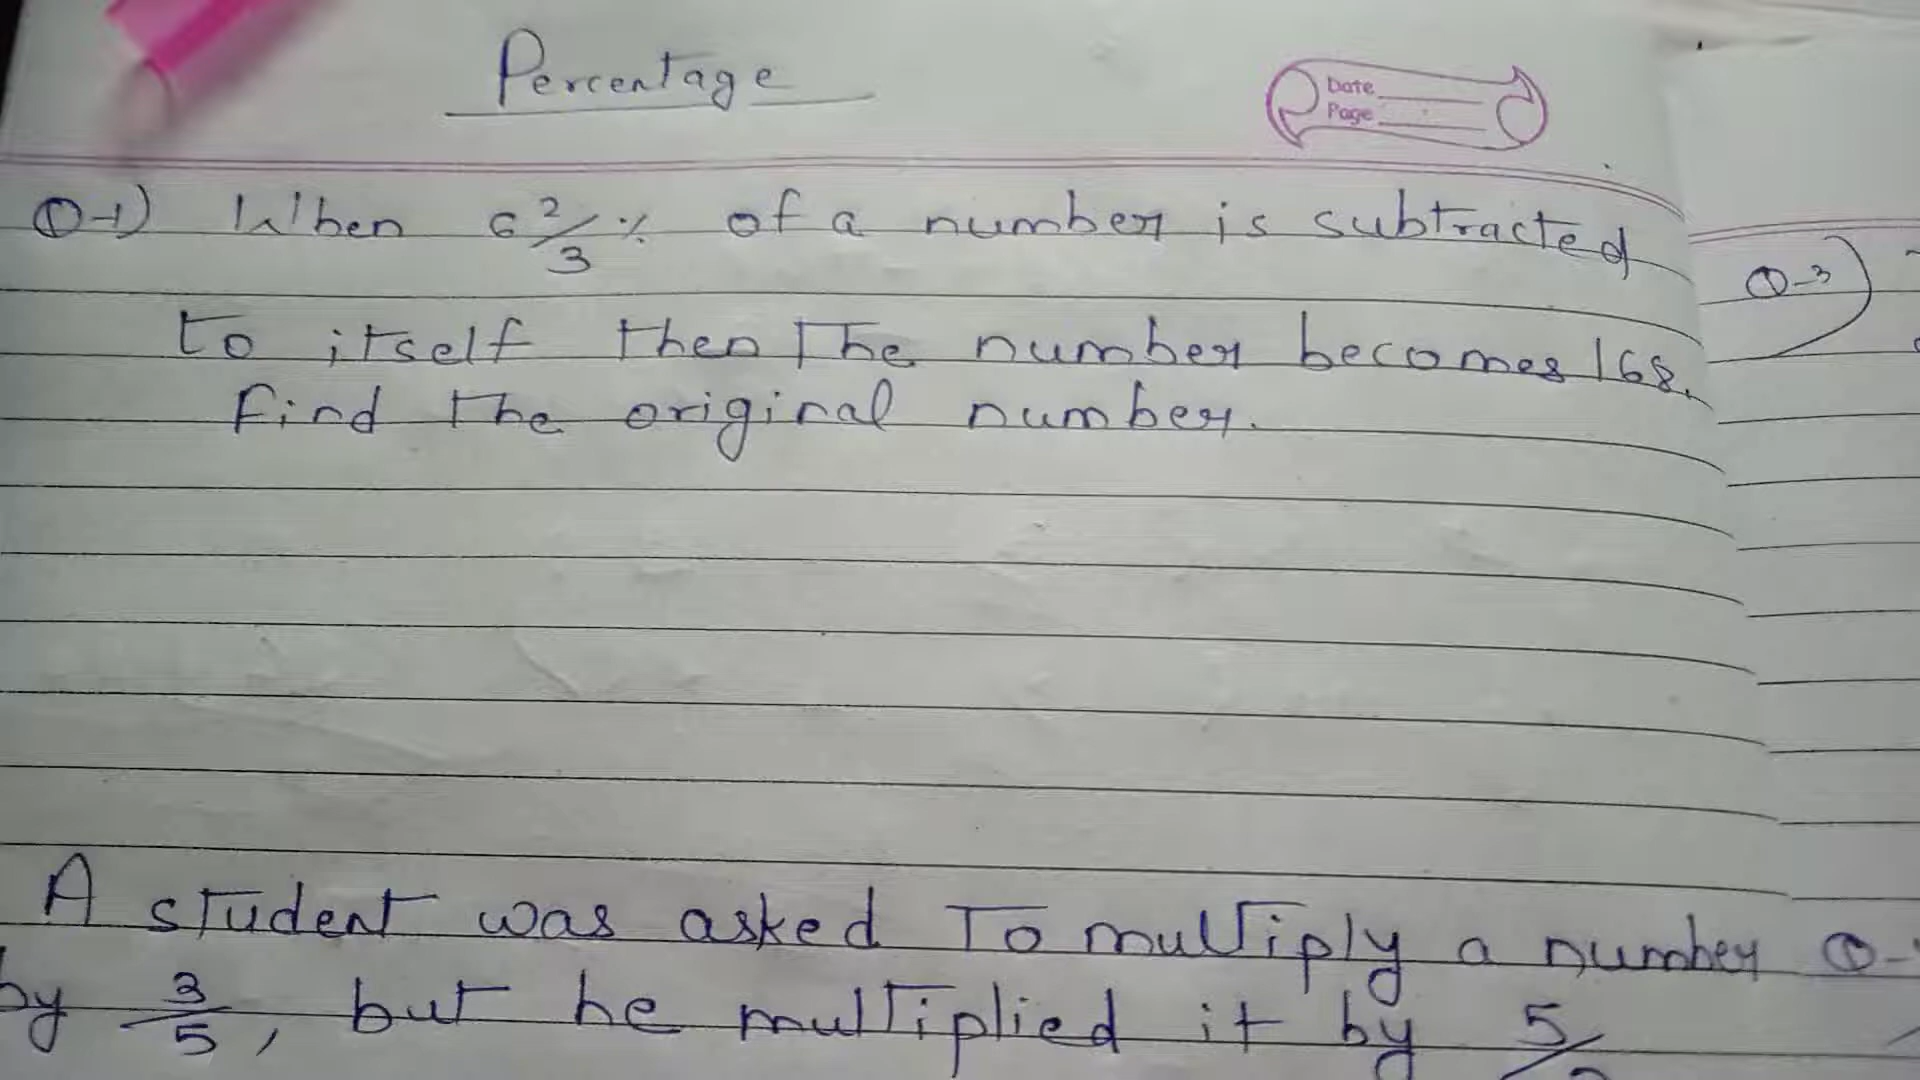 Percentage
Date
Page
Q-1) When 6 2/3 % of a number is subtracted
to itself then the number becomes 168.
Find the original number.
Q-3)
A student was asked To multiply a number
by 3/5, but he multiplied it by 5/